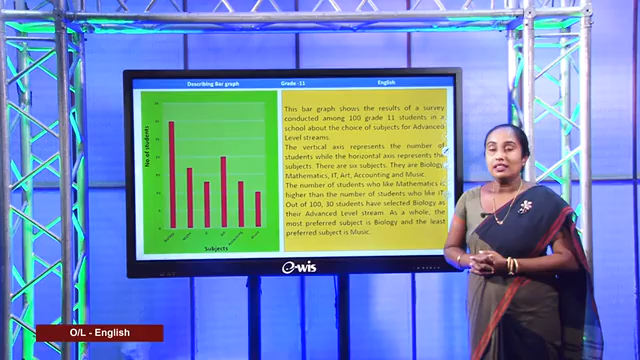 Describing Bar graph Grade -11 English
No. of students
Subjects
This bar graph shows the results of a survey
conducted among 100 grade 11 students in a
school about the choice of subjects for Advanced
Level streams.
The vertical axis represents the number of
students while the horizontal axis represents the
subjects. There are six subjects. They are Biology,
Mathematics, IT, Art, Accounting and Music.
The number of students who like Mathematics is
higher than the number of students who like IT.
Out of 100, 30 students have selected Biology as
their Advanced Level stream. As a whole, the
most preferred subject is Biology and the least
preferred subject is Music.
e-wis
O/L - English